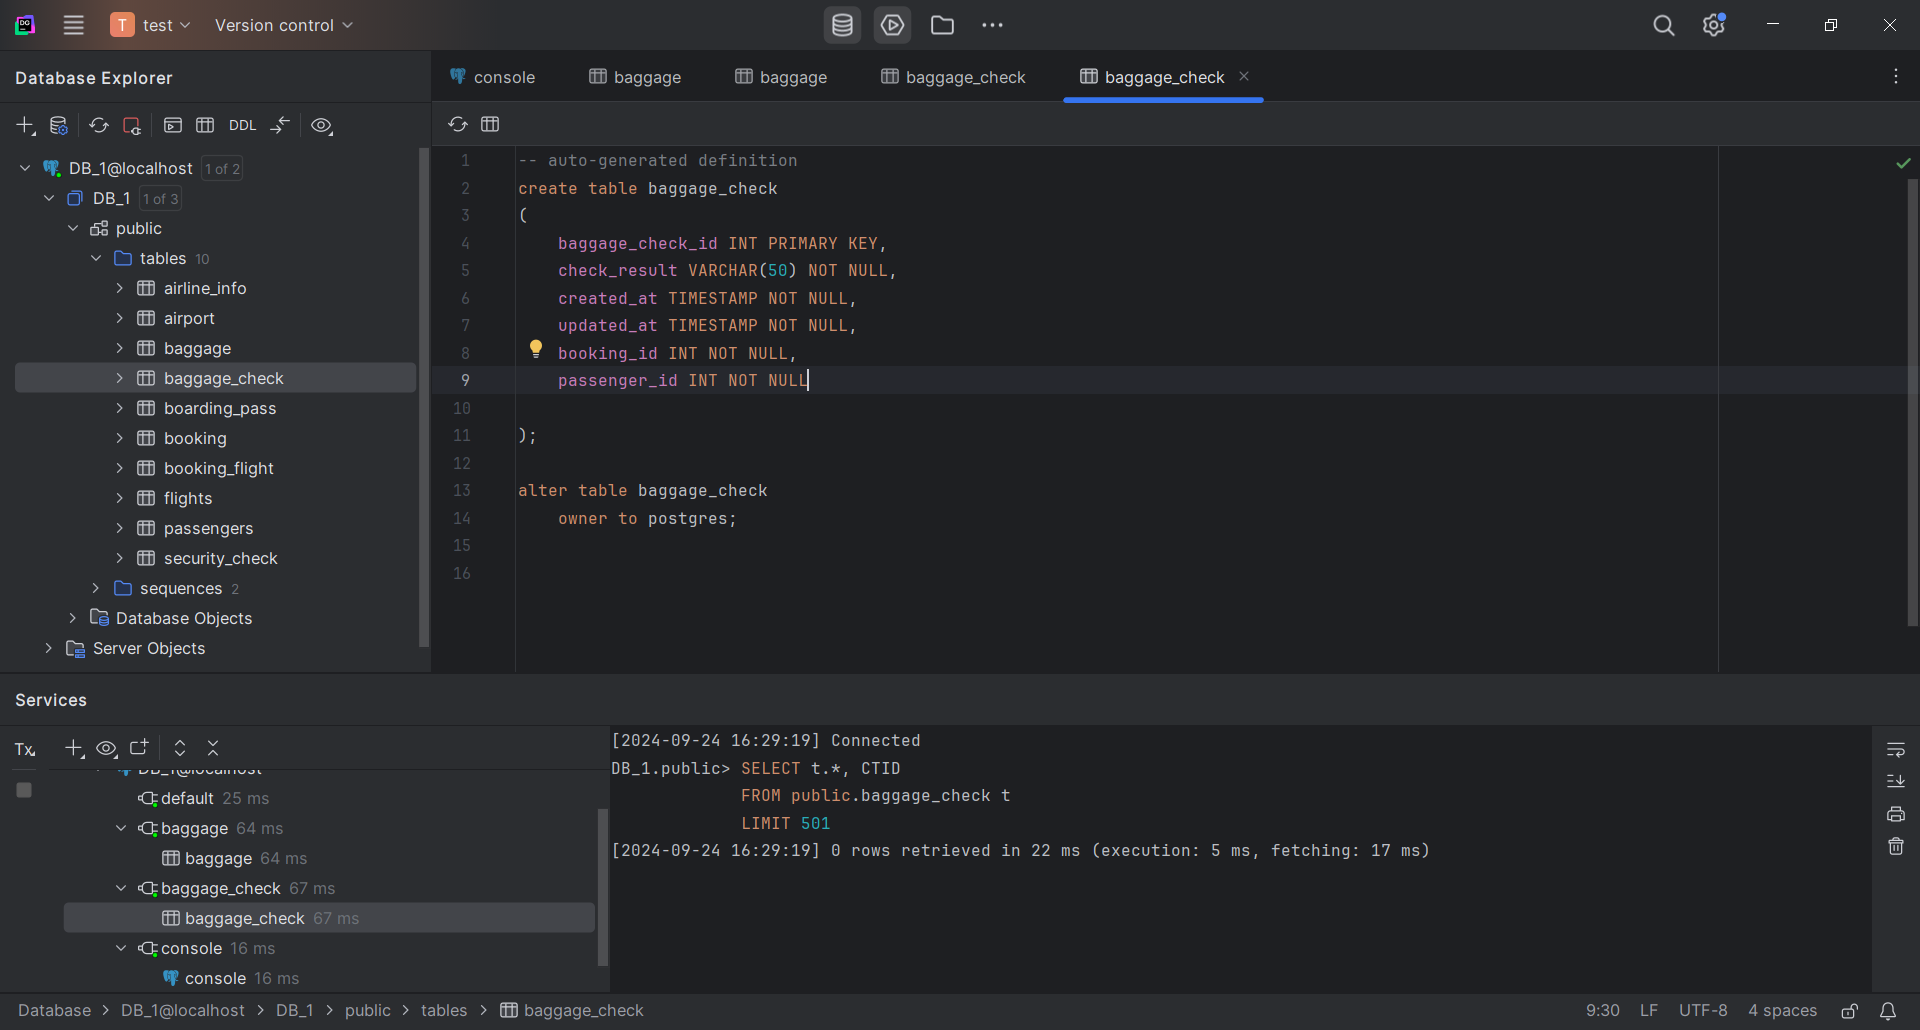 T test Version control
Database Explorer
console baggage baggage baggage_check baggage_check
DDL
DB_1@localhost 1 of 2
DB_1 1 of 3
public
tables 10
airline_info
airport
baggage
baggage_check
boarding_pass
booking
booking_flight
flights
passengers
security_check
sequences 2
Database Objects
Server Objects
1 -- auto-generated definition
2 create table baggage_check
3 (
4 baggage_check_id INT PRIMARY KEY,
5 check_result VARCHAR(50) NOT NULL,
6 created_at TIMESTAMP NOT NULL,
7 updated_at TIMESTAMP NOT NULL,
8 booking_id INT NOT NULL,
9 passenger_id INT NOT NULL
10
11 );
12
13 alter table baggage_check
14 owner to postgres;
15
16
Services
Tx
DB_1@localhost
default 25 ms
baggage 64 ms
baggage 64 ms
baggage_check 67 ms
baggage_check 67 ms
console 16 ms
console 16 ms
[2024-09-24 16:29:19] Connected
DB_1.public> SELECT t.*, CTID
FROM public.baggage_check t
LIMIT 501
[2024-09-24 16:29:19] 0 rows retrieved in 22 ms (execution: 5 ms, fetching: 17 ms)
Database DB_1@localhost DB_1 public tables baggage_check 9:30 LF UTF-8 4 spaces